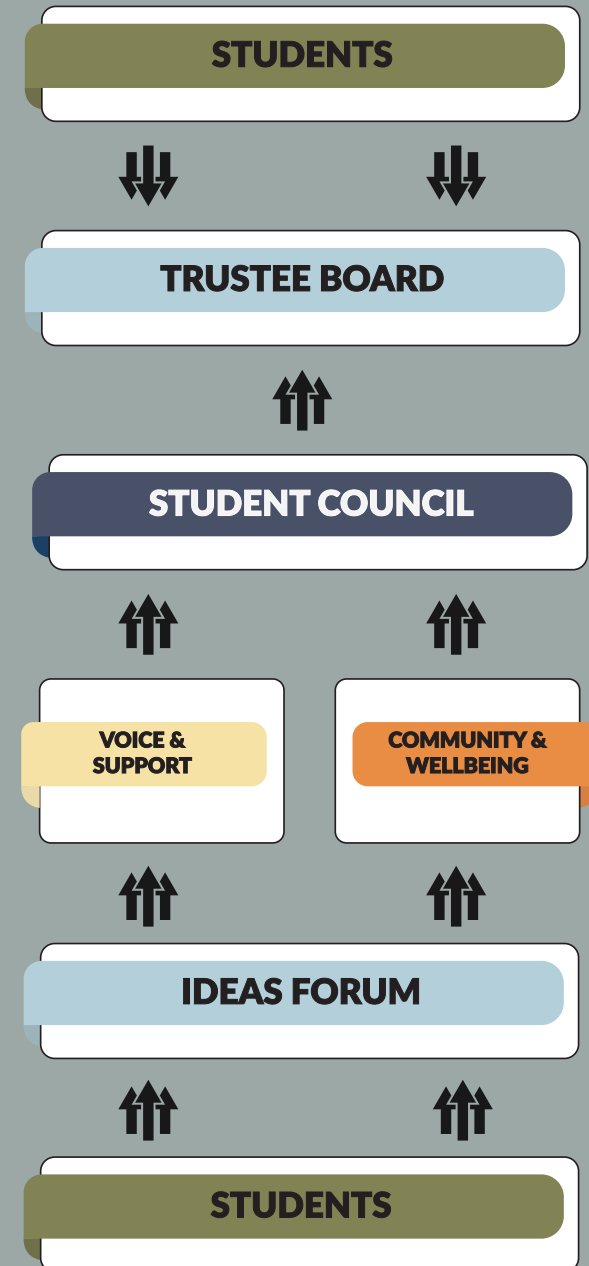 STUDENTS
TRUSTEE BOARD
STUDENT COUNCIL
VOICE &
SUPPORT
COMMUNITY &
WELLBEING
IDEAS FORUM
STUDENTS